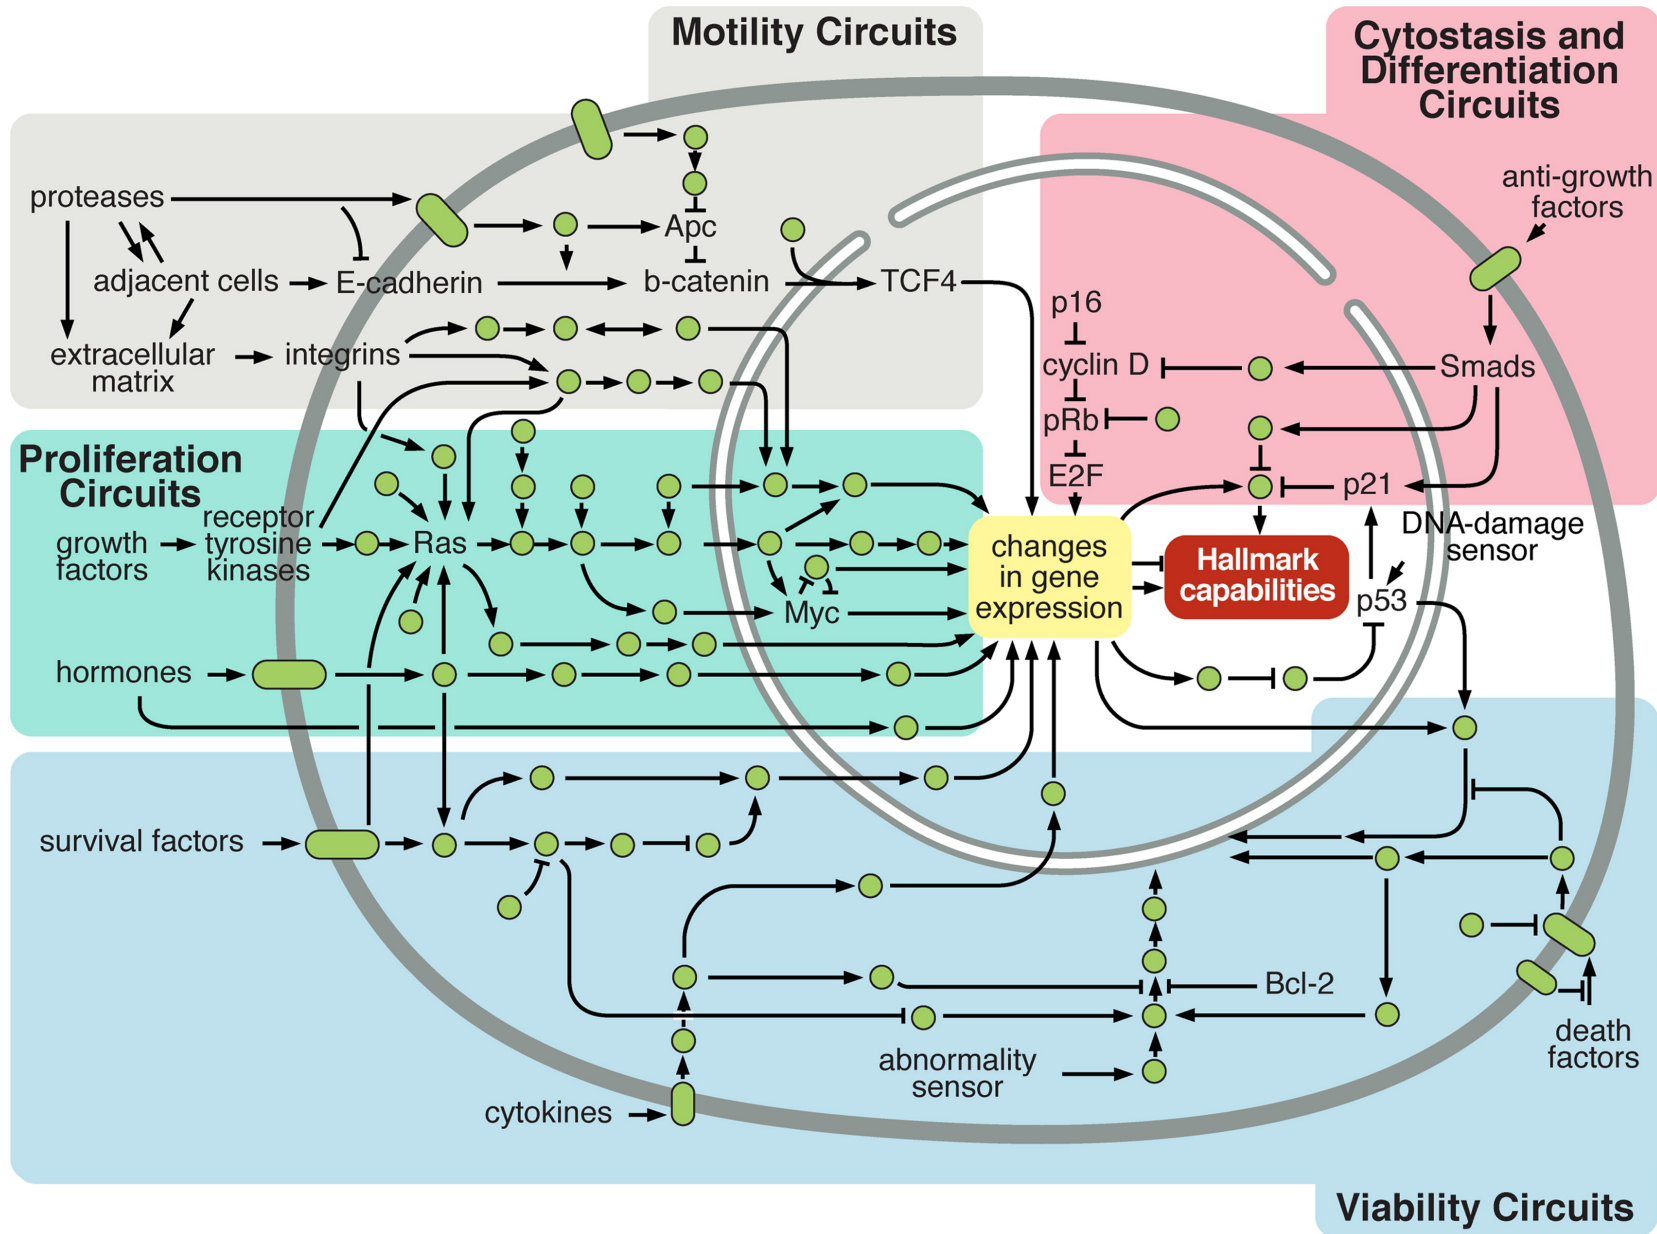 Motility Circuits
Cytostasis and
Differentiation
Circuits
proteases
adjacent cells
extracellular
matrix
E-cadherin
integrins
Apc
b-catenin
TCF4
anti-growth
factors
p16
cyclin D
pRb
E2F
Smads
p21
Proliferation
Circuits
growth
factors
receptor
tyrosine
kinases
Ras
Myc
hormones
changes
in gene
expression
Hallmark
capabilities
DNA-damage
sensor
p53
survival factors
Bcl-2
abnormality
sensor
death
factors
cytokines
Viability Circuits